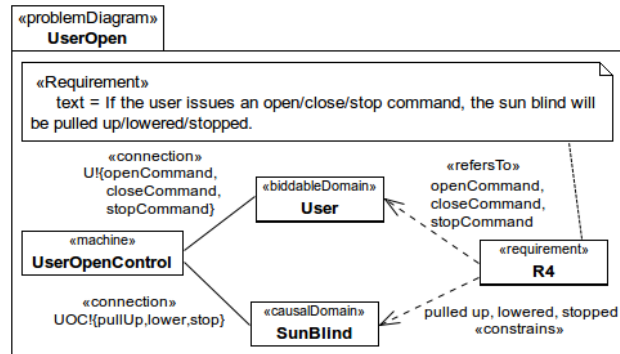 «problemDiagram»
UserOpen
«Requirement»
text = If the user issues an open/close/stop command, the sun blind will
be pulled up/lowered/stopped.
«connection»
U!{openCommand,
closeCommand,
stopCommand}
«biddableDomain»
User
«refersTo»
openCommand,
closeCommand,
stopCommand
«machine»
UserOpenControl
«requirement»
R4
«connection»
UOC!{pullUp,lower,stop}
«causalDomain»
SunBlind
pulled up, lowered, stopped
«constrains»